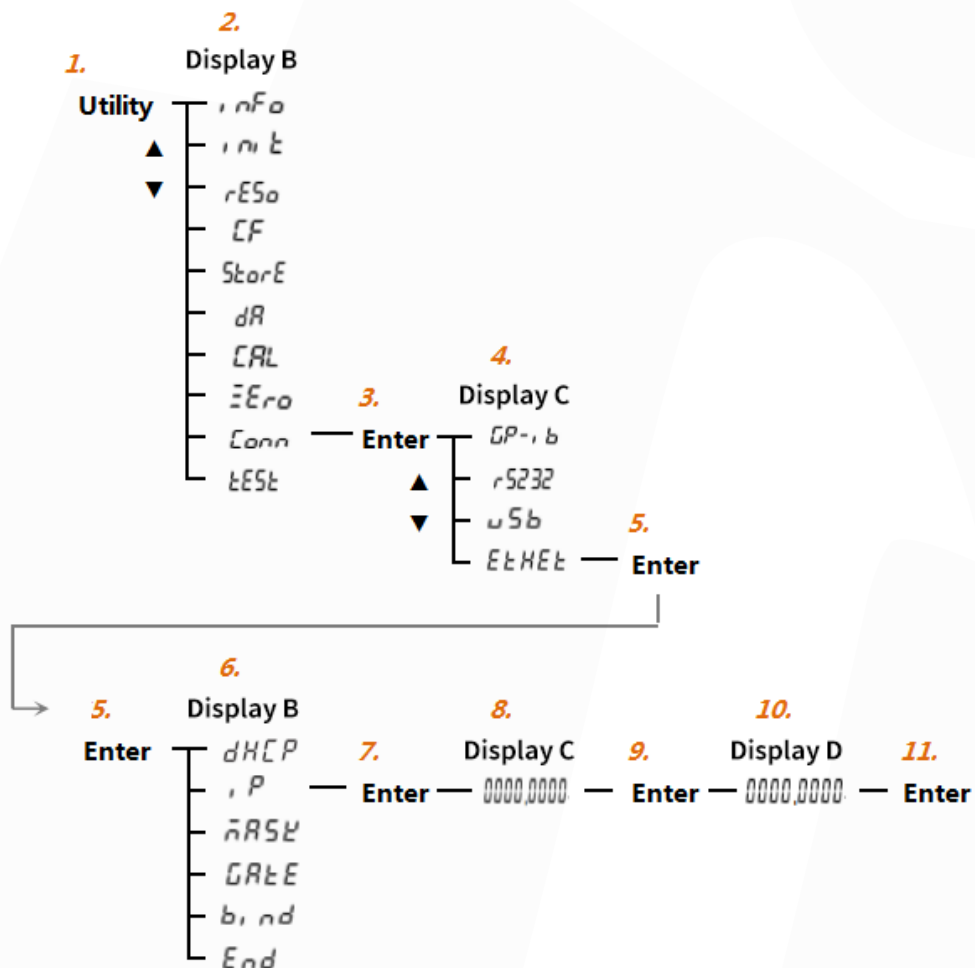 2.
Display B
1.
Utility
inFo
▲
init
▼
rESo
CF
StorE
dA
CAL
4.
Display C
ZEro
3.
Conn
Enter
GP-ib
tESt
▲
rS232
▼
uSb
5.
EtHEt
Enter
6.
5.
Display B
8.
10.
Enter
dHCP
7.
Display C
9.
Display D
11.
iP
Enter
0000,0000.
Enter
0000,0000.
Enter
MASK
GAtE
bind
End